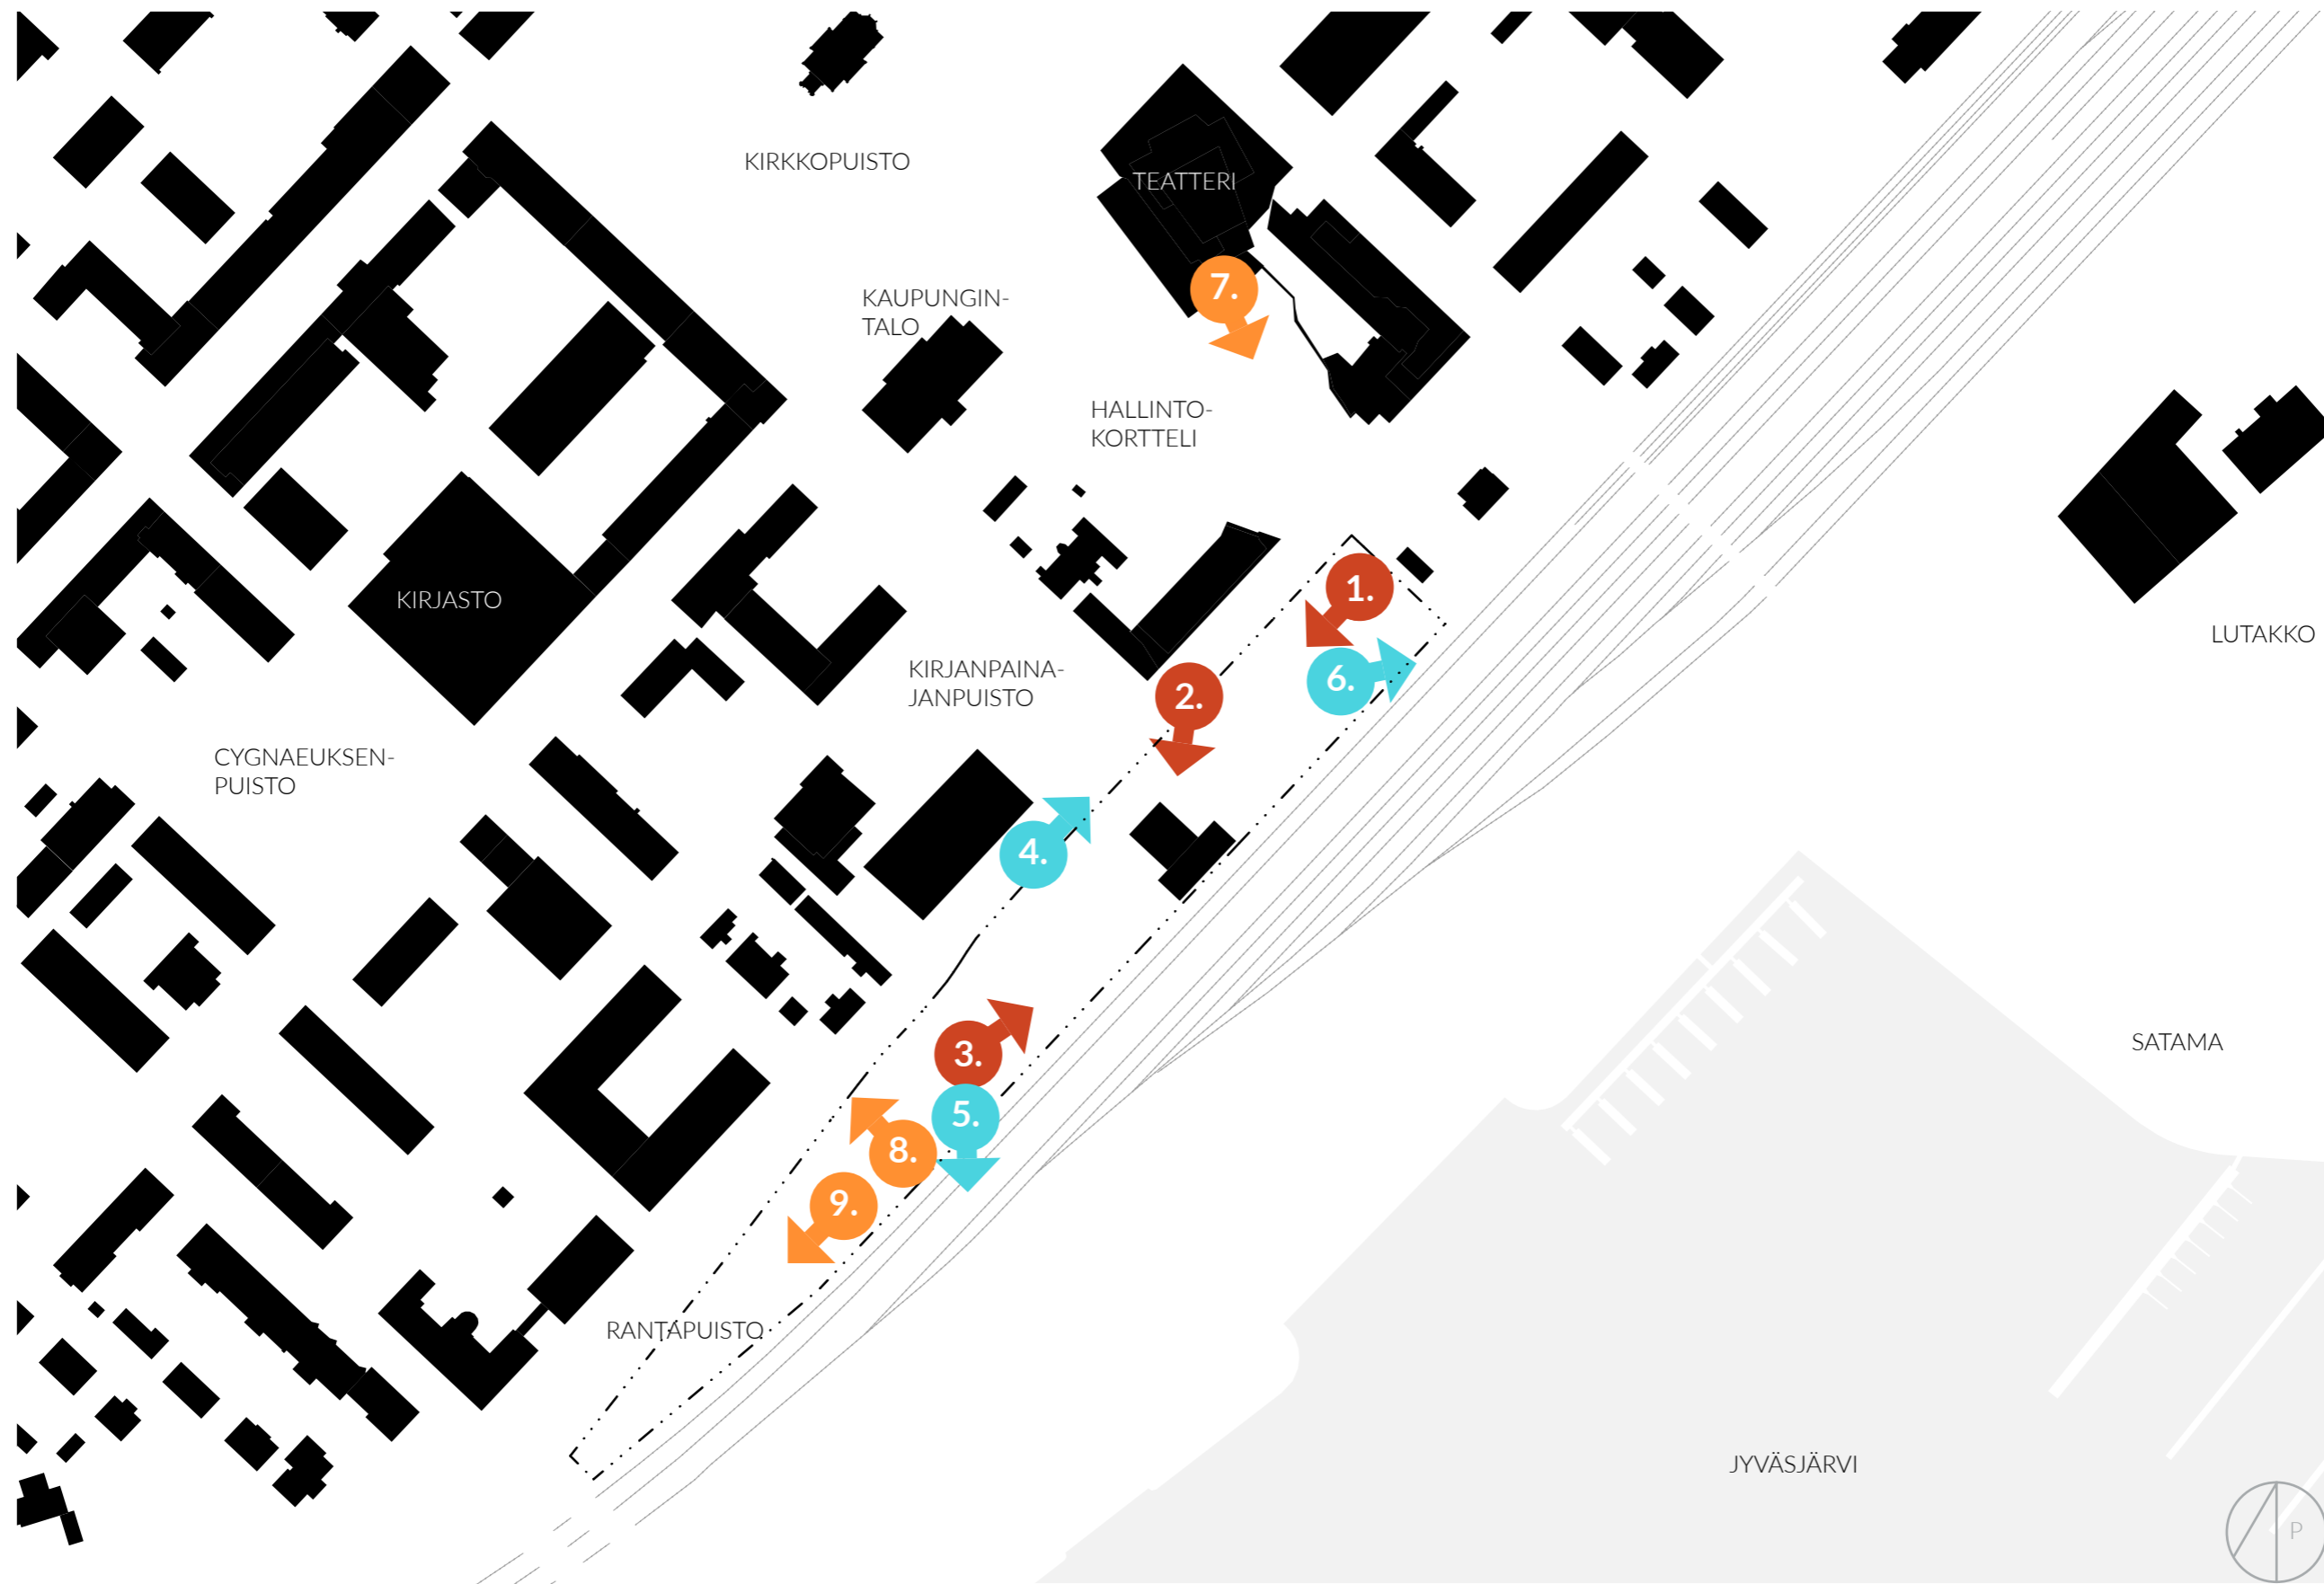 KIRKKOPUISTO
TEATTERI
7.
KAUPUNGIN-
TALO
HALLINTO-
KORTTELI
KIRJASTO
1.
LUTAKKO
KIRJANPAINA-
JANPUISTO
6.
2.
CYGNAEUKSEN-
PUISTO
4.
SATAMA
3.
5.
8.
9.
RANTAPUISTO
JYVÄSJÄRVI
P